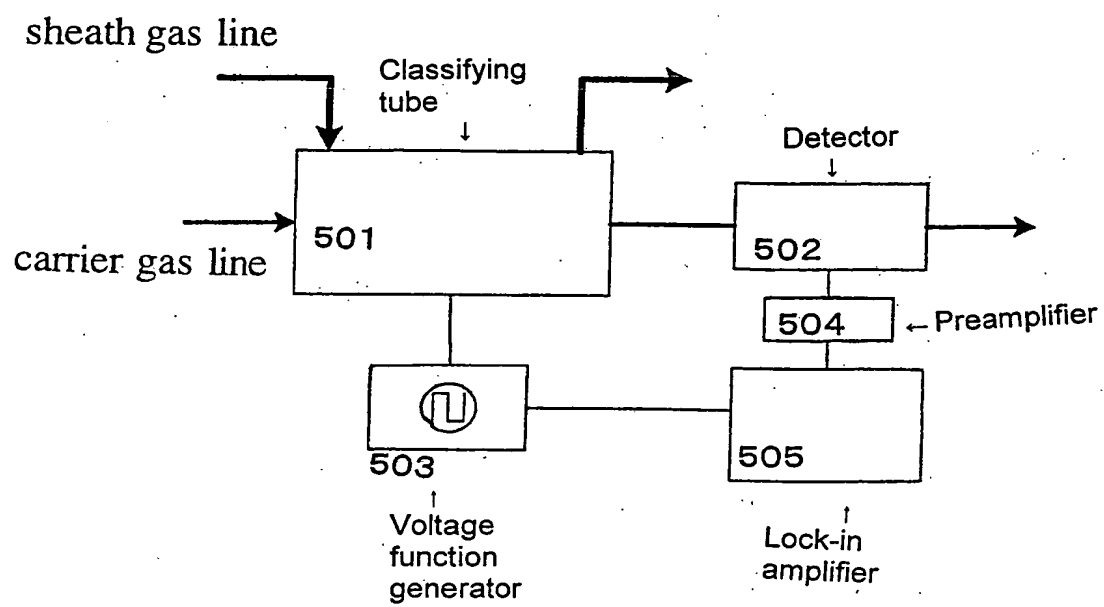 sheath gas line
Classifying
tube
↓
Detector
↓
501
carrier gas line
502
504
← Preamplifier
503
505
↑
Voltage
function
generator
↑
Lock-in
amplifier